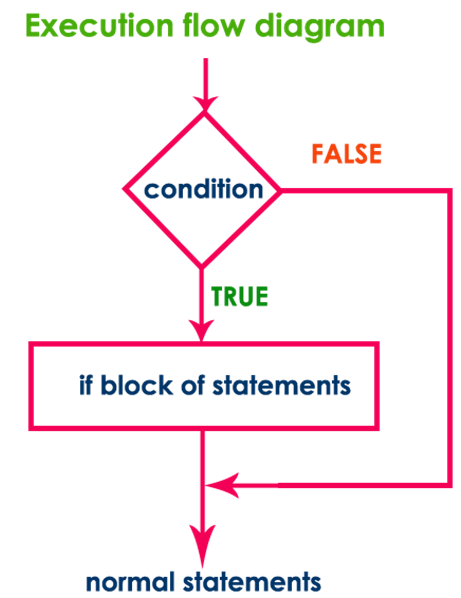 Execution flow diagram
FALSE
condition
TRUE
if block of statements
normal statements